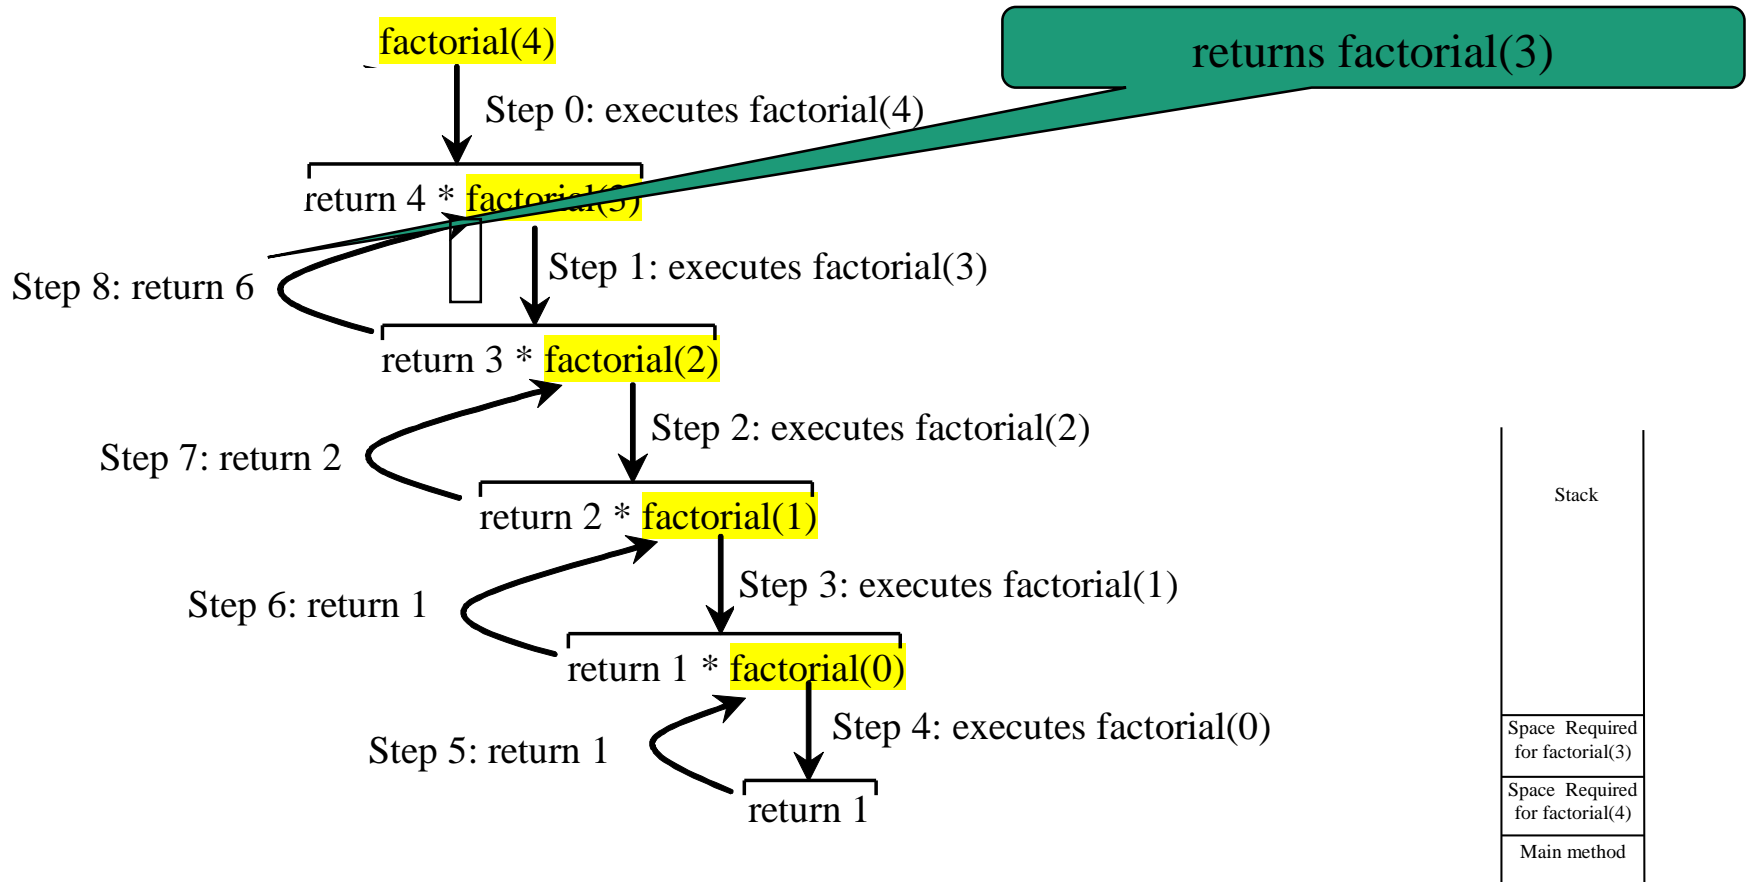 factorial(4)
returns factorial(3)
Step 0: executes factorial(4)
return 4 * factorial(3)
Step 1: executes factorial(3)
Step 8: return 6
return 3 * factorial(2)
Step 2: executes factorial(2)
Step 7: return 2
return 2 * factorial(1)
Step 3: executes factorial(1)
Step 6: return 1
return 1 * factorial(0)
Step 4: executes factorial(0)
Step 5: return 1
return 1
Stack
Space Required
for factorial(3)
Space Required
for factorial(4)
Main method